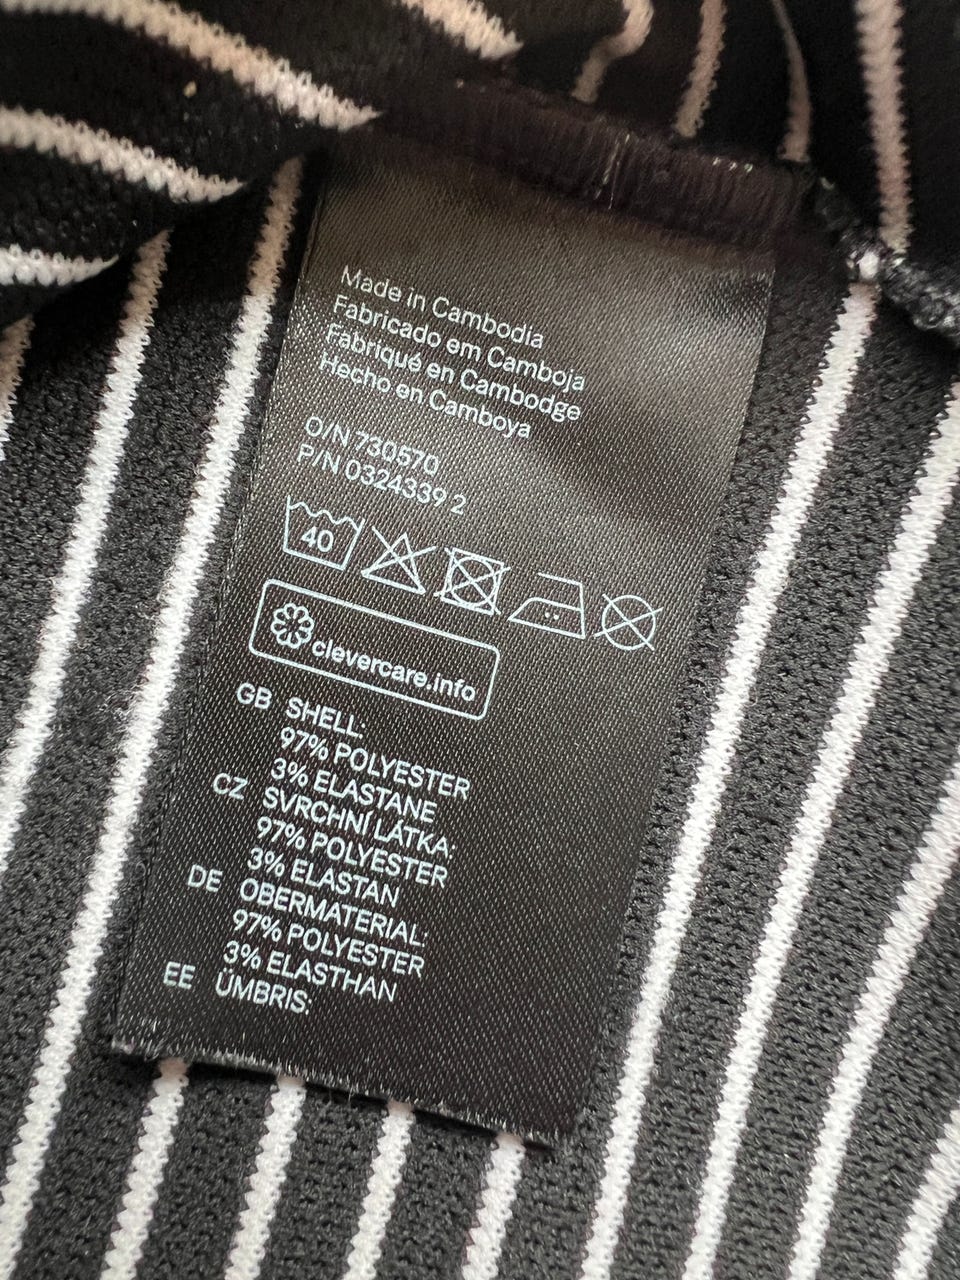 Made in Cambodia
Fabricado em Camboja
Fabriqué en Cambodge
Hecho en Camboya
O/N 730570
P/N 0324339 2
40
clevercare.info
GB SHELL:
97% POLYESTER
3% ELASTANE
CZ SVRCHNÍ LÁTKA:
97% POLYESTER
3% ELASTAN
DE OBERMATERIAL:
97% POLYESTER
3% ELASTHAN
EE ÜMBRIS: